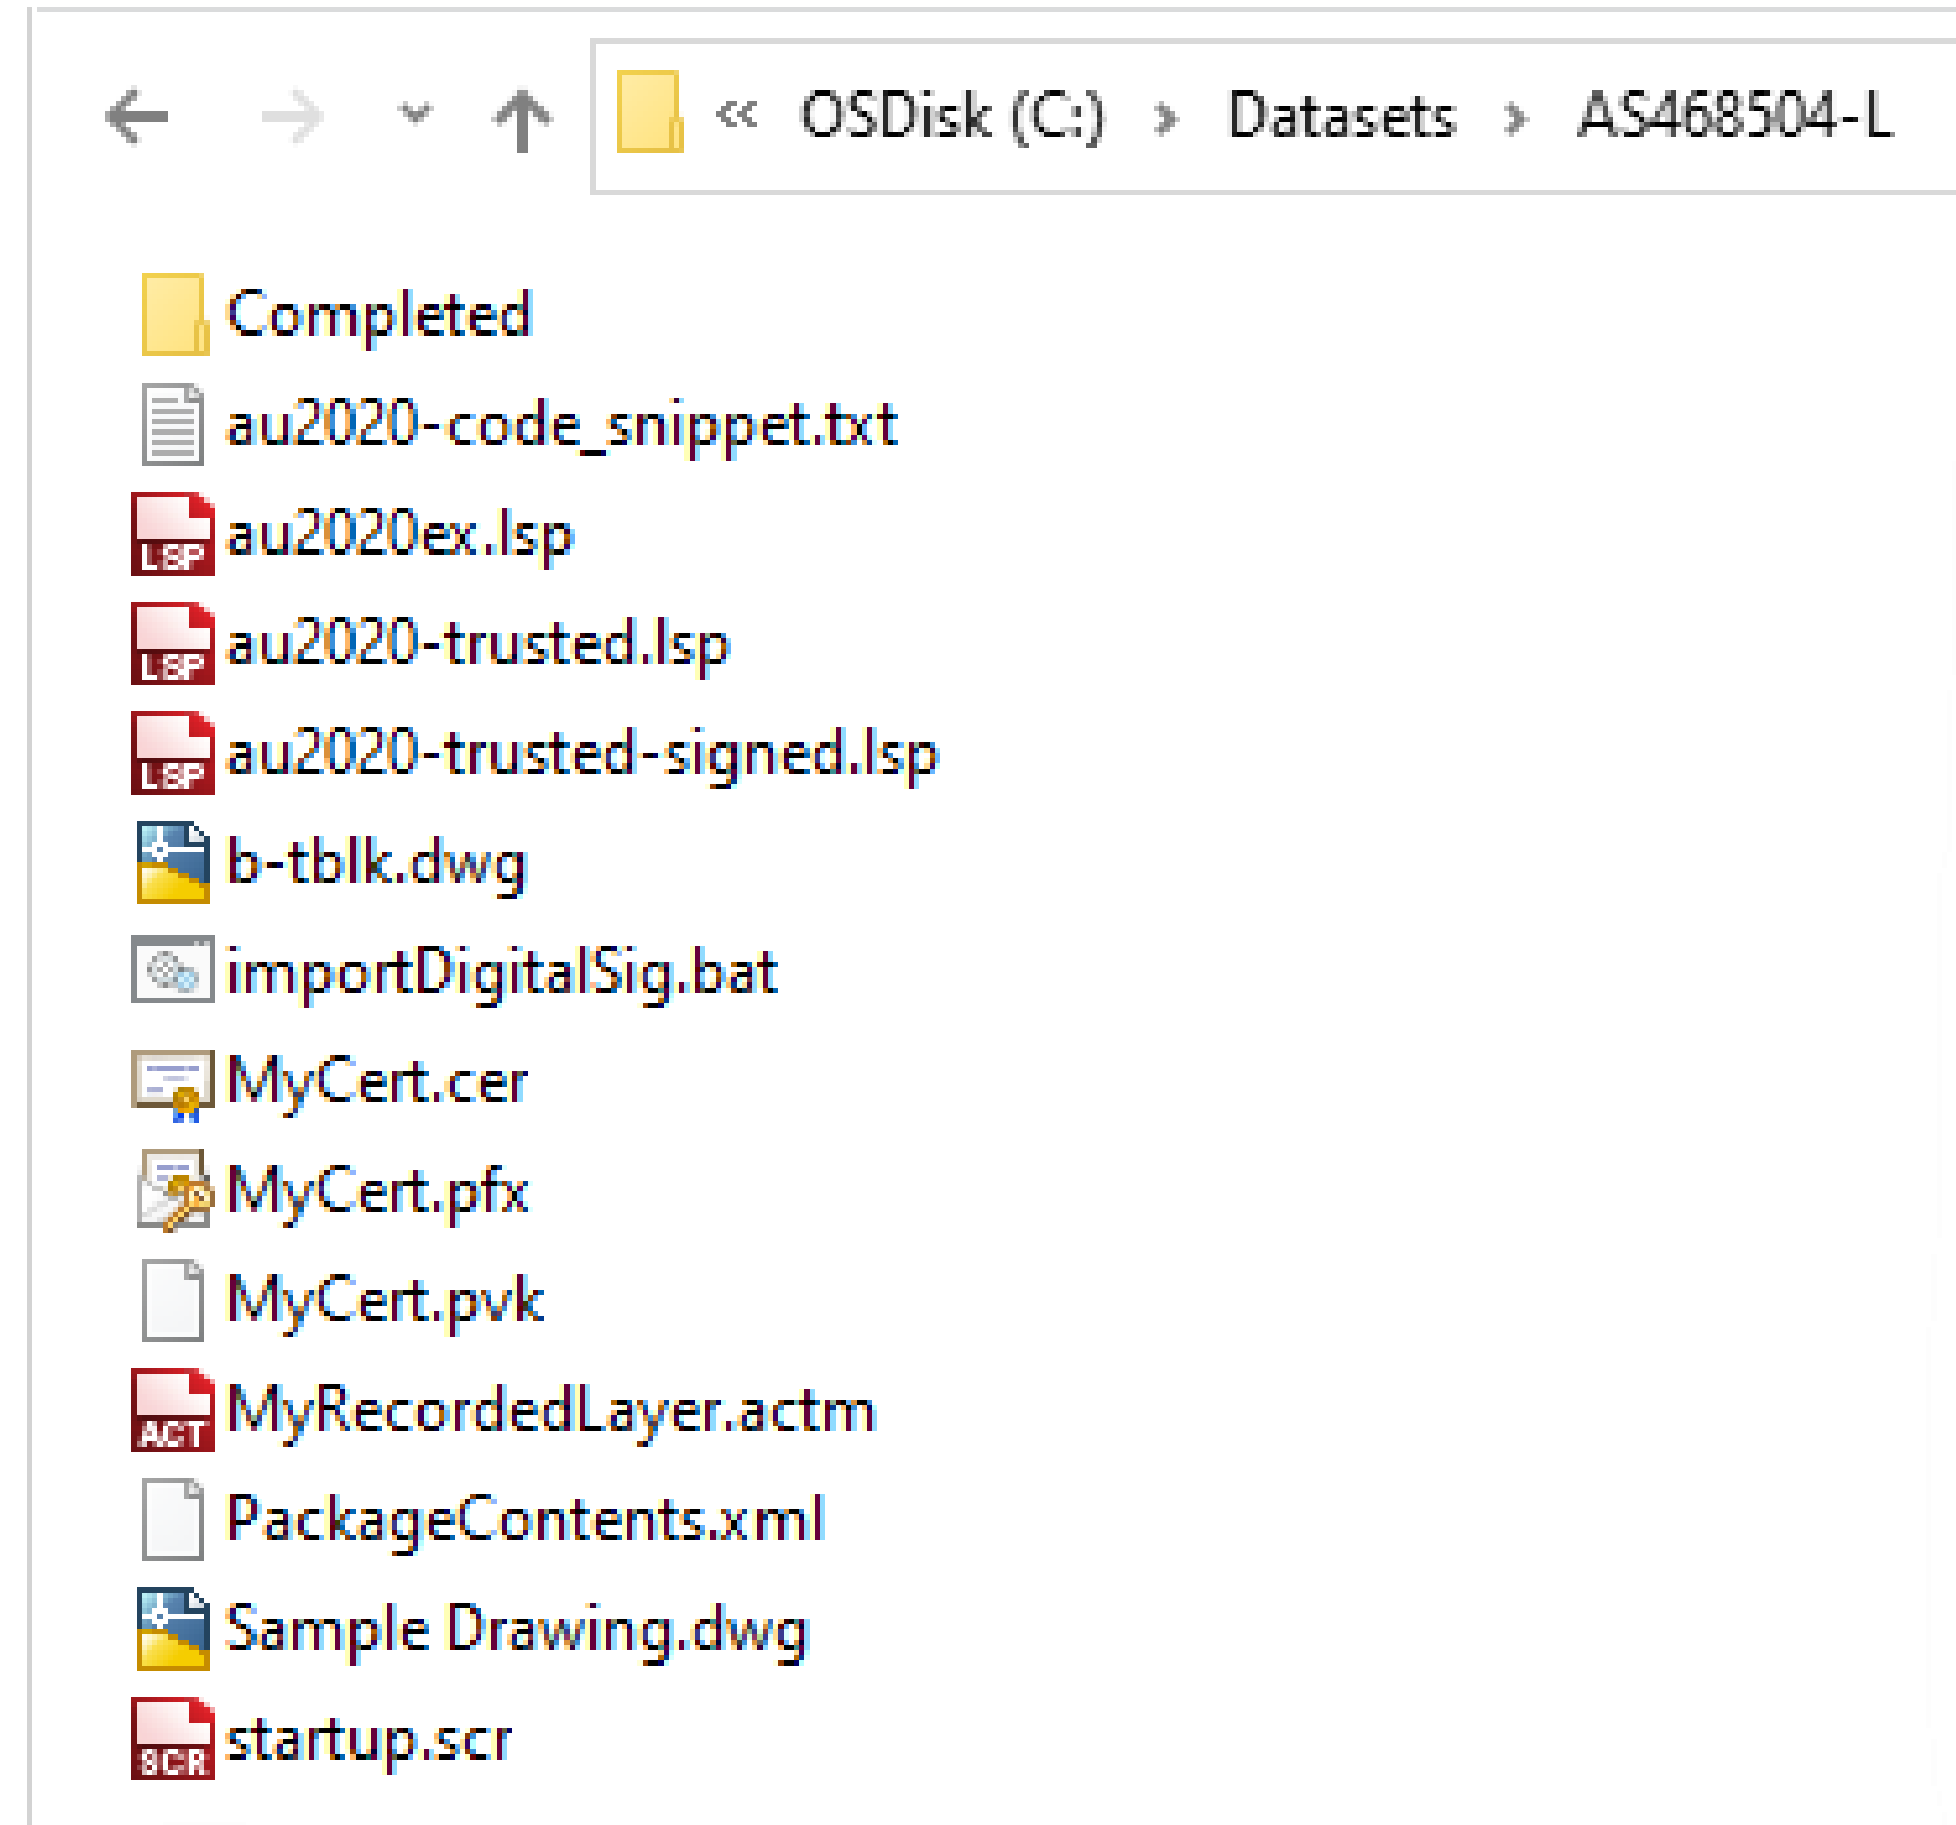 « OSDisk (C:) › Datasets › AS468504-L
Completed
au2020-code_snippet.txt
LSP au2020ex.lsp
LSP au2020-trusted.lsp
LSP au2020-trusted-signed.lsp
b-tblk.dwg
importDigitalSig.bat
MyCert.cer
MyCert.pfx
MyCert.pvk
ACT MyRecordedLayer.actm
PackageContents.xml
Sample Drawing.dwg
SCR startup.scr